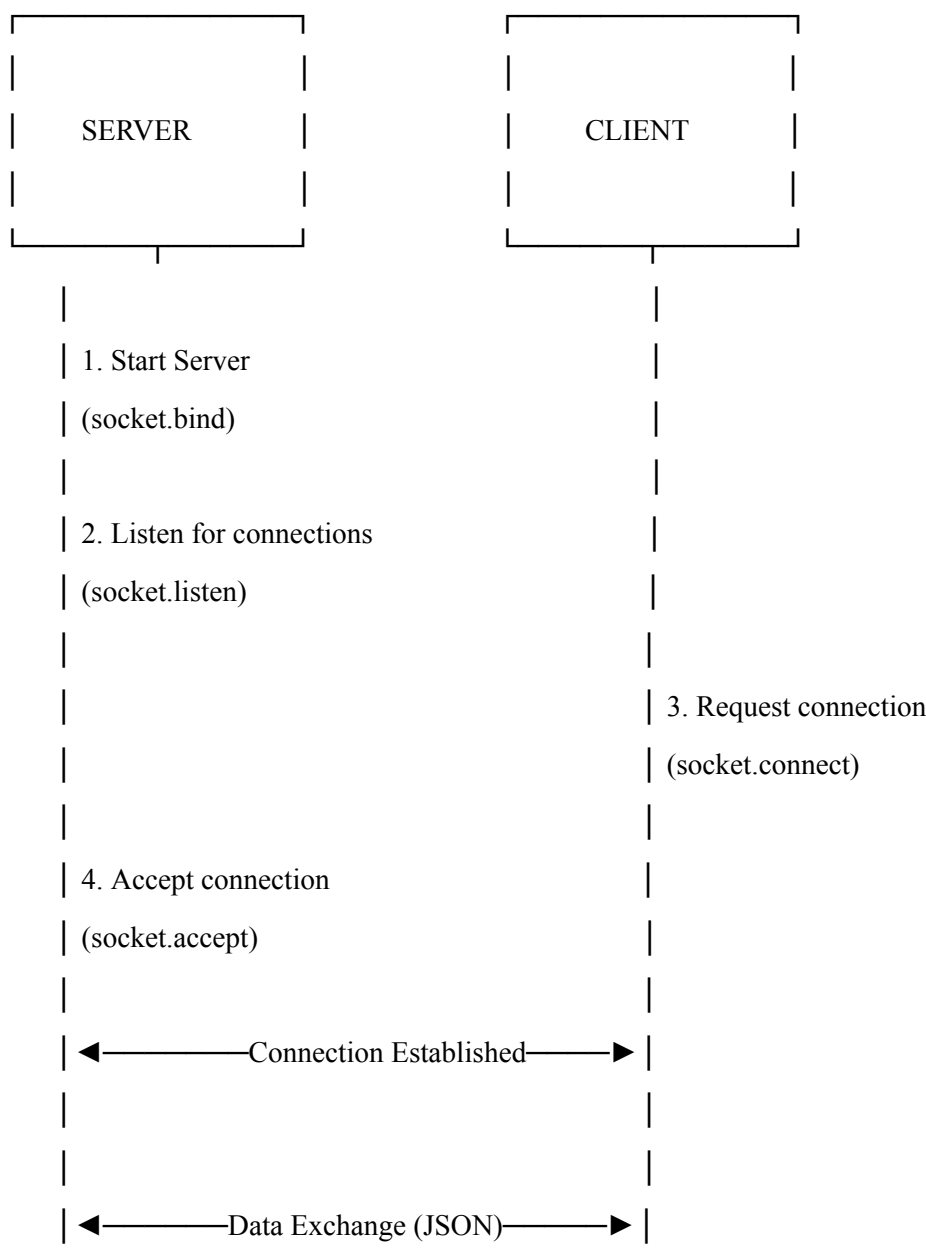 SERVER CLIENT
1. Start Server
(socket.bind)
2. Listen for connections
(socket.listen)
3. Request connection
(socket.connect)
4. Accept connection
(socket.accept)
Connection Established
Data Exchange (JSON)